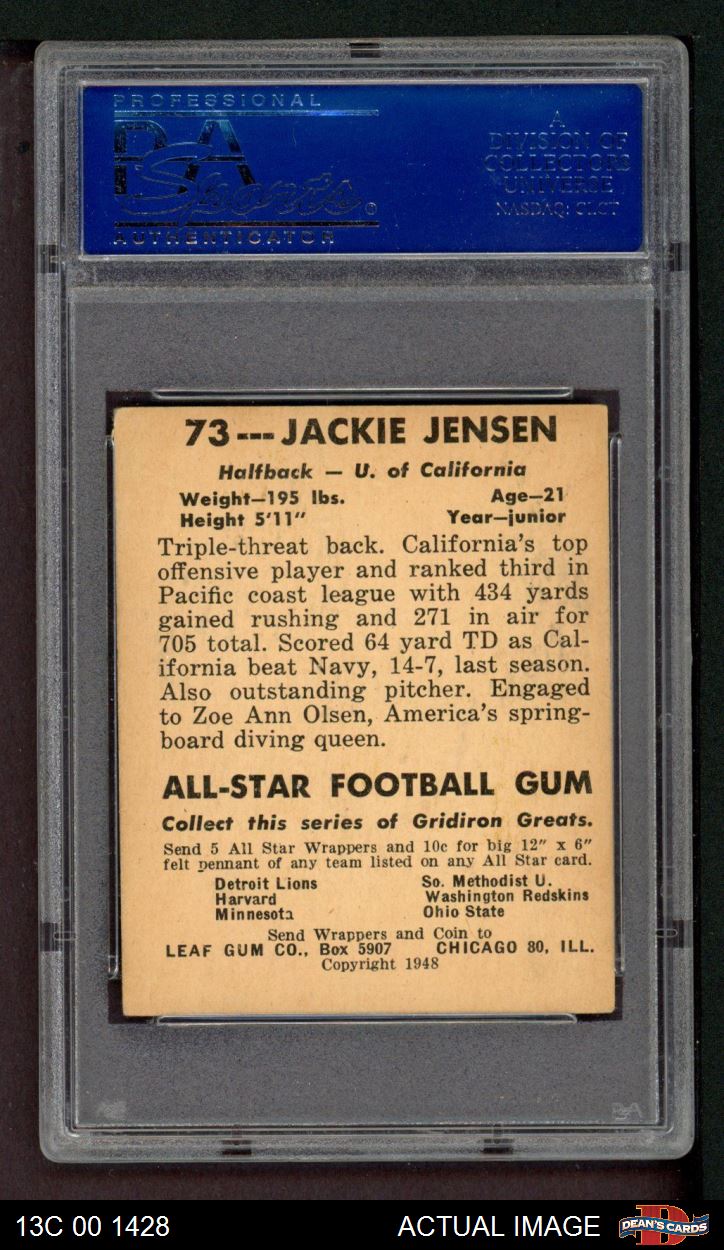 PROFESSIONAL
PSA
Sports ®
AUTHENTICATOR
A
DIVISION OF
COLLECTORS
UNIVERSE
NASDAQ: CLCT
73---JACKIE JENSEN
Halfback — U. of California
Weight—195 lbs. Age—21
Height 5'11" Year—junior
Triple-threat back. California's top
offensive player and ranked third in
Pacific coast league with 434 yards
gained rushing and 271 in air for
705 total. Scored 64 yard TD as Cal-
ifornia beat Navy, 14-7, last season.
Also outstanding pitcher. Engaged
to Zoe Ann Olsen, America's spring-
board diving queen.
ALL-STAR FOOTBALL GUM
Collect this series of Gridiron Greats.
Send 5 All Star Wrappers and 10c for big 12" x 6"
felt pennant of any team listed on any All Star card.
Detroit Lions So. Methodist U.
Harvard Washington Redskins
Minnesota Ohio State
Send Wrappers and Coin to
LEAF GUM CO., Box 5907 CHICAGO 80, ILL.
Copyright 1948
PSA
13C 00 1428 ACTUAL IMAGE DEAN'S CARDS